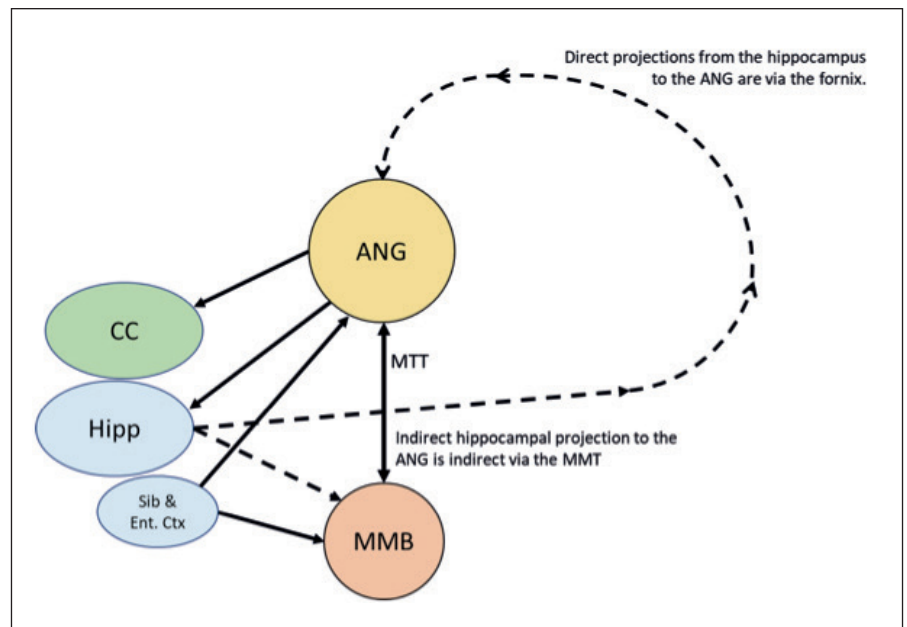 Direct projections from the hippocampus
to the ANG are via the fornix.
ANG
CC
MTT
Hipp
Indirect hippocampal projection to the
ANG is indirect via the MMT
Sib &
Ent. Ctx
MMB